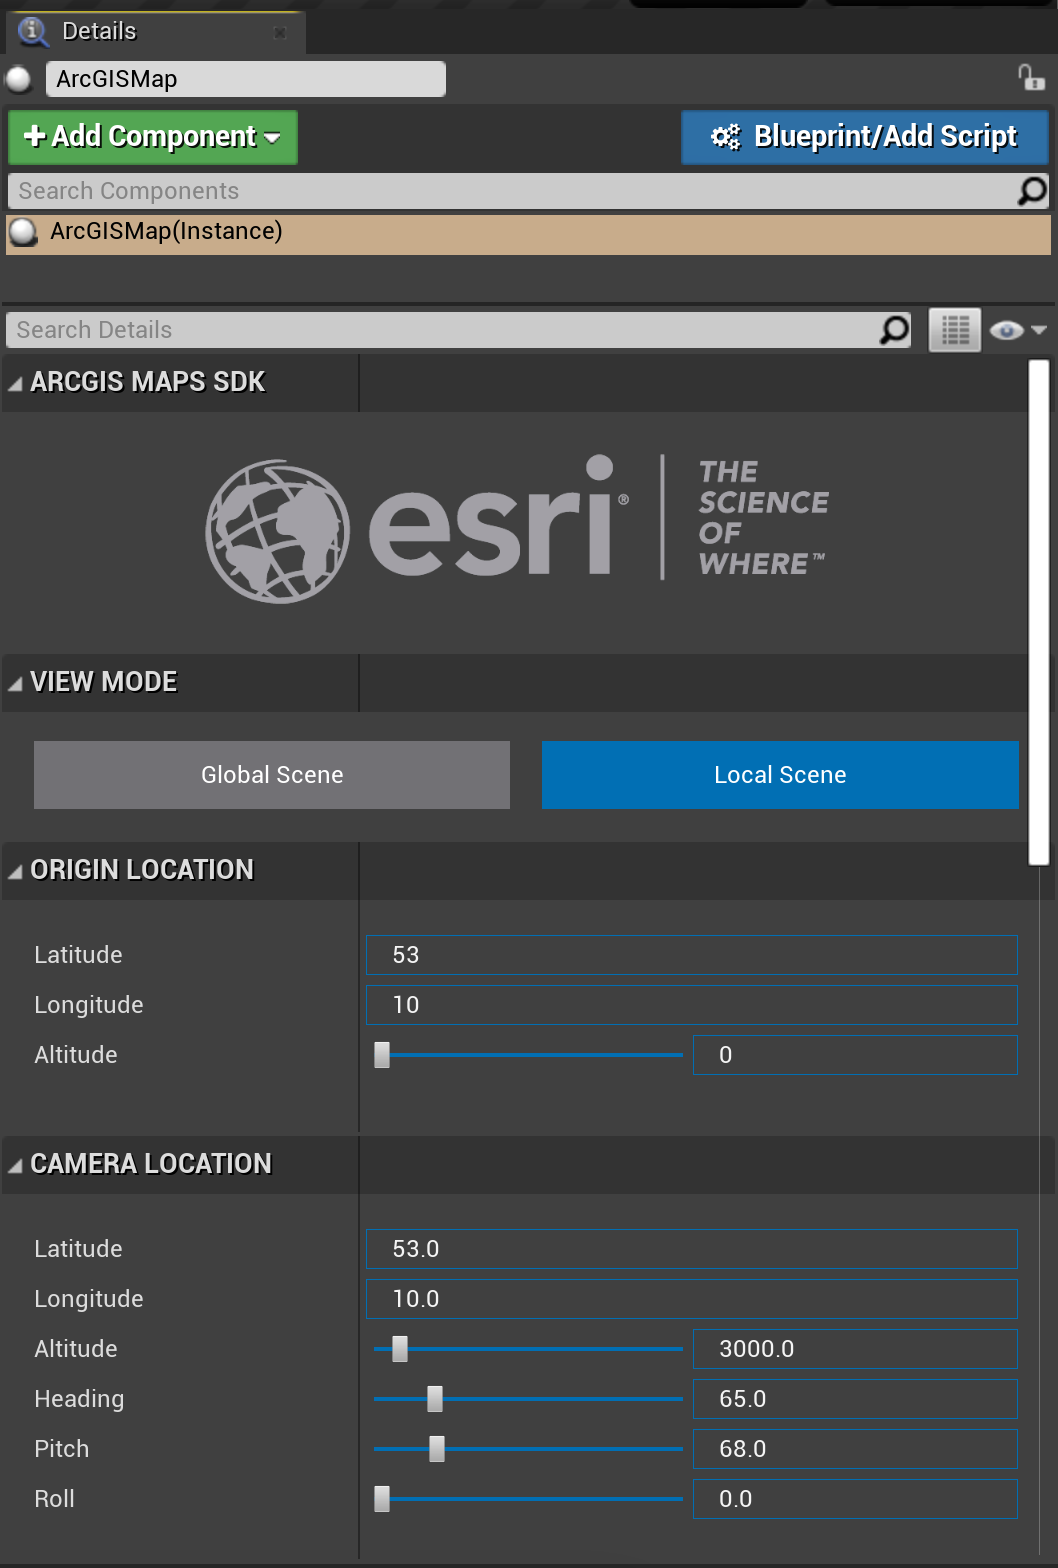 Details
ArcGISMap
Add Component
Blueprint/Add Script
Search Components
ArcGISMap(Instance)
Search Details
ARCGIS MAPS SDK
esri®
THE
SCIENCE
OF
WHERE™
VIEW MODE
Global Scene
Local Scene
ORIGIN LOCATION
Latitude 53
Longitude 10
Altitude 0
CAMERA LOCATION
Latitude 53.0
Longitude 10.0
Altitude 3000.0
Heading 65.0
Pitch 68.0
Roll 0.0